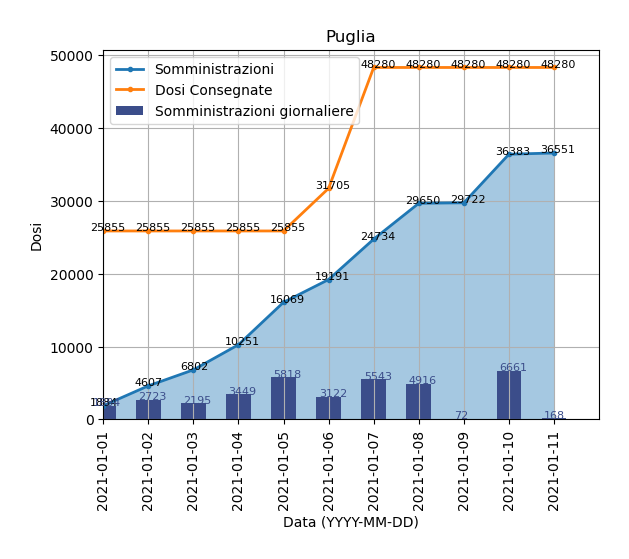 Puglia
50000
40000
30000
20000
10000
0
Dosi
Somministrazioni
Dosi Consegnate
Somministrazioni giornaliere
25855 25855 25855 25855 25855 31705 48280 48280 48280 48280 48280
1884 4607 6802 10251 16069 19191 24734 29650 29722 36383 36551
1884 2723 2195 3449 5818 3122 5543 4916 72 6661 168
2021-01-01
2021-01-02
2021-01-03
2021-01-04
2021-01-05
2021-01-06
2021-01-07
2021-01-08
2021-01-09
2021-01-10
2021-01-11
Data (YYYY-MM-DD)